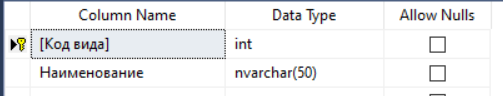 Column Name Data Type Allow Nulls
[Код вида] int
Наименование nvarchar(50)